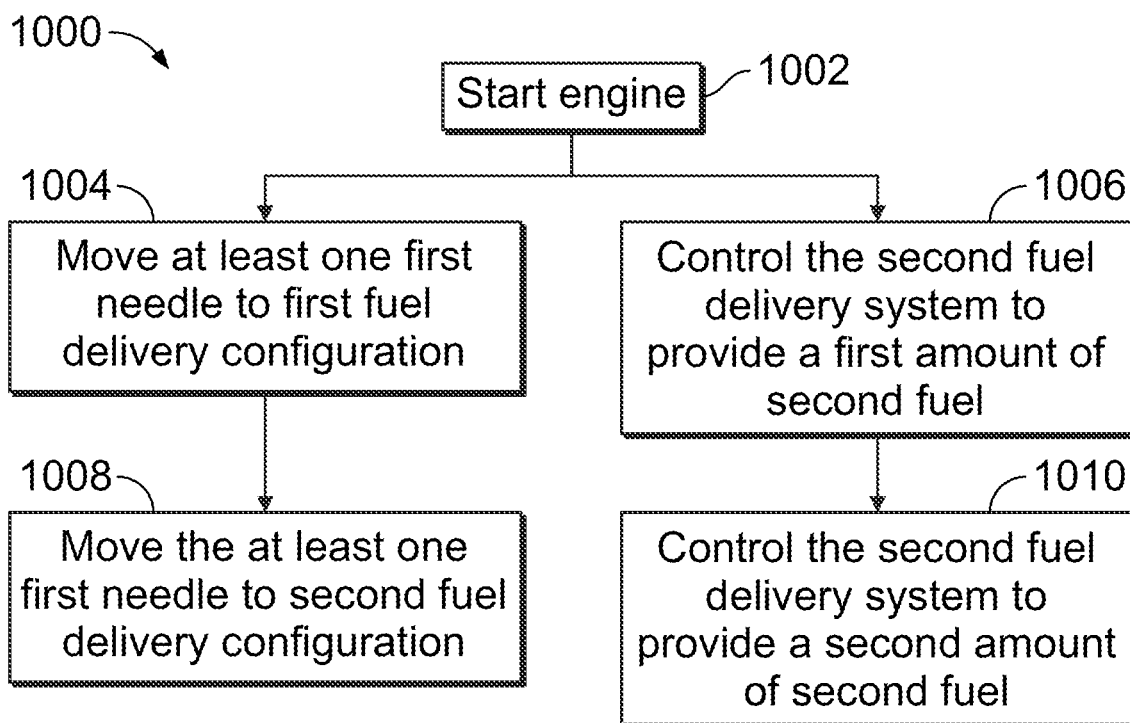 1000
Start engine
1002
1004
Move at least one first
needle to first fuel
delivery configuration
1006
Control the second fuel
delivery system to
provide a first amount of
second fuel
1008
Move the at least one
first needle to second fuel
delivery configuration
1010
Control the second fuel
delivery system to
provide a second amount
of second fuel